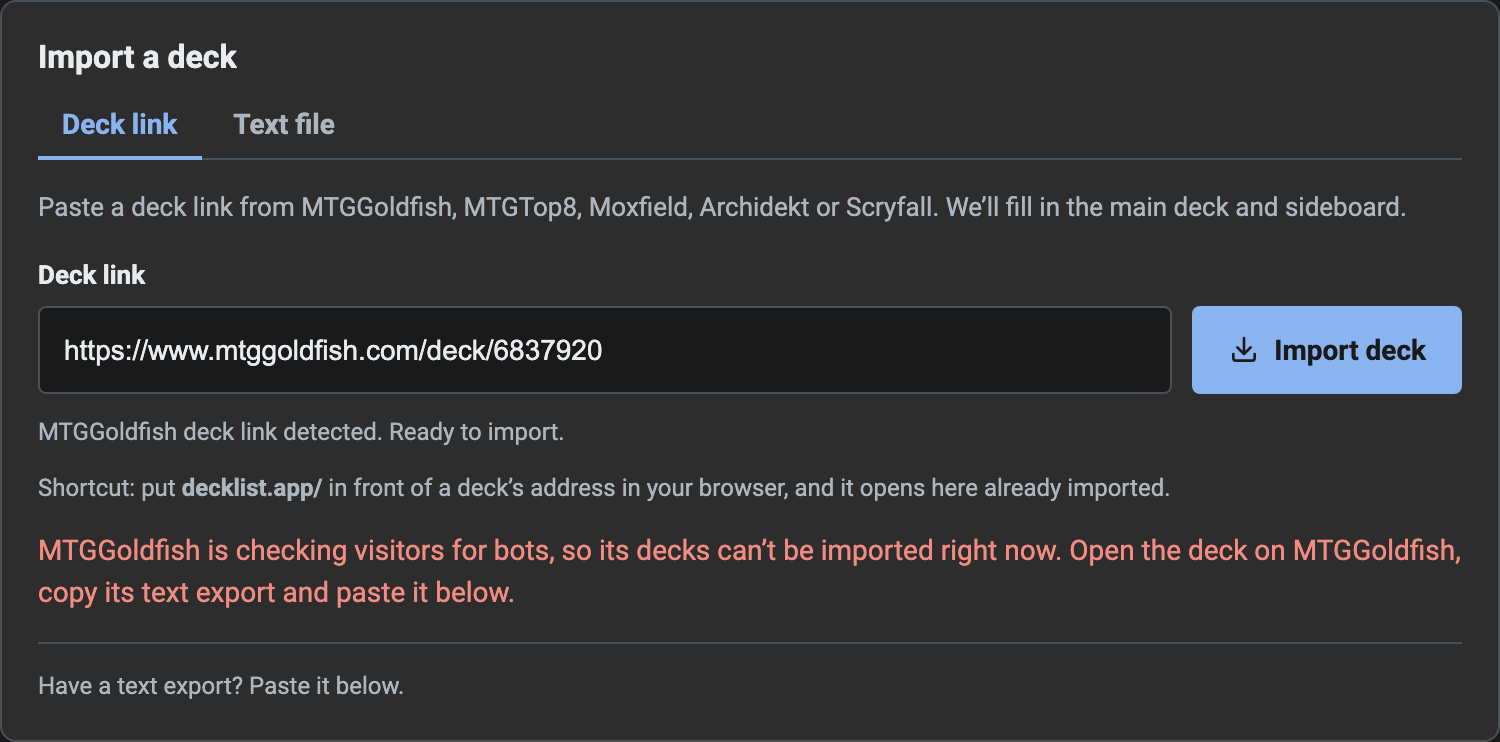 Import a deck
Deck link
Text file
Paste a deck link from MTGGoldfish, MTGTop8, Moxfield, Archidekt or Scryfall. We’ll fill in the main deck and sideboard.
Deck link
https://www.mtggoldfish.com/deck/6837920
Import deck
MTGGoldfish deck link detected. Ready to import.
Shortcut: put decklist.app/ in front of a deck’s address in your browser, and it opens here already imported.
MTGGoldfish is checking visitors for bots, so its decks can’t be imported right now. Open the deck on MTGGoldfish,
copy its text export and paste it below.
Have a text export? Paste it below.